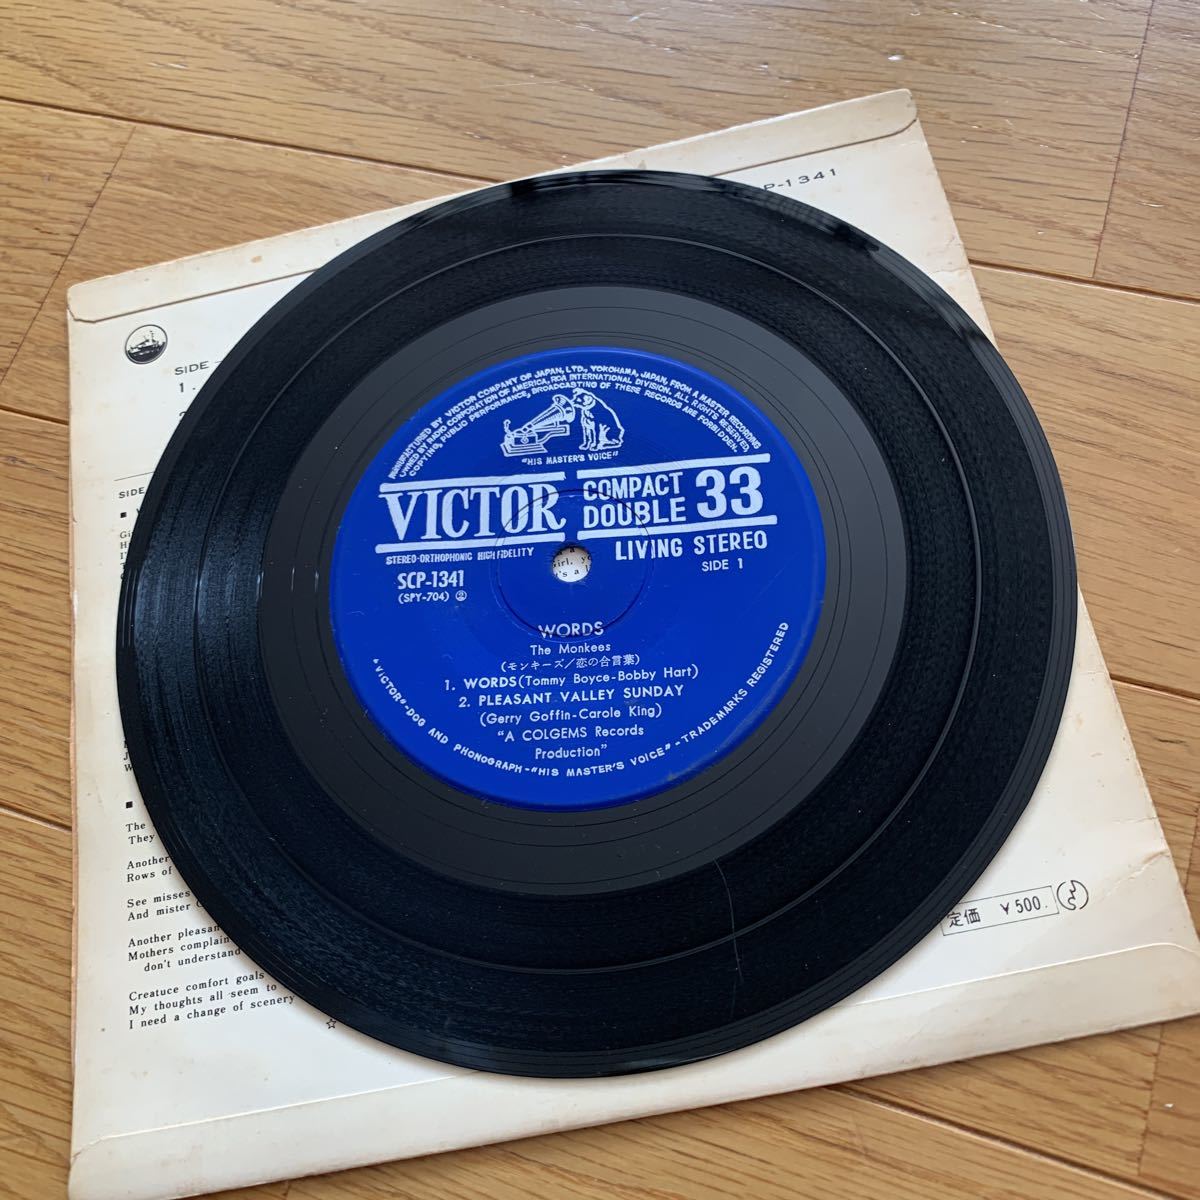 P-1341
SIDE
1.
MANUFACTURED BY VICTOR COMPANY OF JAPAN, LTD., YOKOHAMA, JAPAN, FROM A MASTER RECORDING
OWNED BY RADIO CORPORATION OF AMERICA, RCA INTERNATIONAL DIVISION. ALL RIGHTS RESERVED,
COPYING, PUBLIC PERFORMANCE, BROADCASTING OF THESE RECORDS ARE FORBIDDEN.
"HIS MASTER'S VOICE"
VICTOR
COMPACT
DOUBLE 33
STEREO-ORTHOPHONIC HIGH FIDELITY
LIVING STEREO
SCP-1341
SIDE 1
(SPY-704) ②
WORDS
The Monkees
(モンキーズ/恋の合言葉)
1. WORDS (Tommy Boyce-Bobby Hart)
2. PLEASANT VALLEY SUNDAY
(Gerry Goffin-Carole King)
"A COLGEMS Records
Production"
"VICTOR"-DOG AND PHONOGRAPH-"HIS MASTER'S VOICE"-TRADEMARKS REGISTERED
SIDE
The
They
Another
Rows of
See misses
And mister
Another pleasan
Mothers complain
don't understand
Creatuce comfort goals
My thoughts all seem to
I need a change of scenery
☆
定価 ¥500.